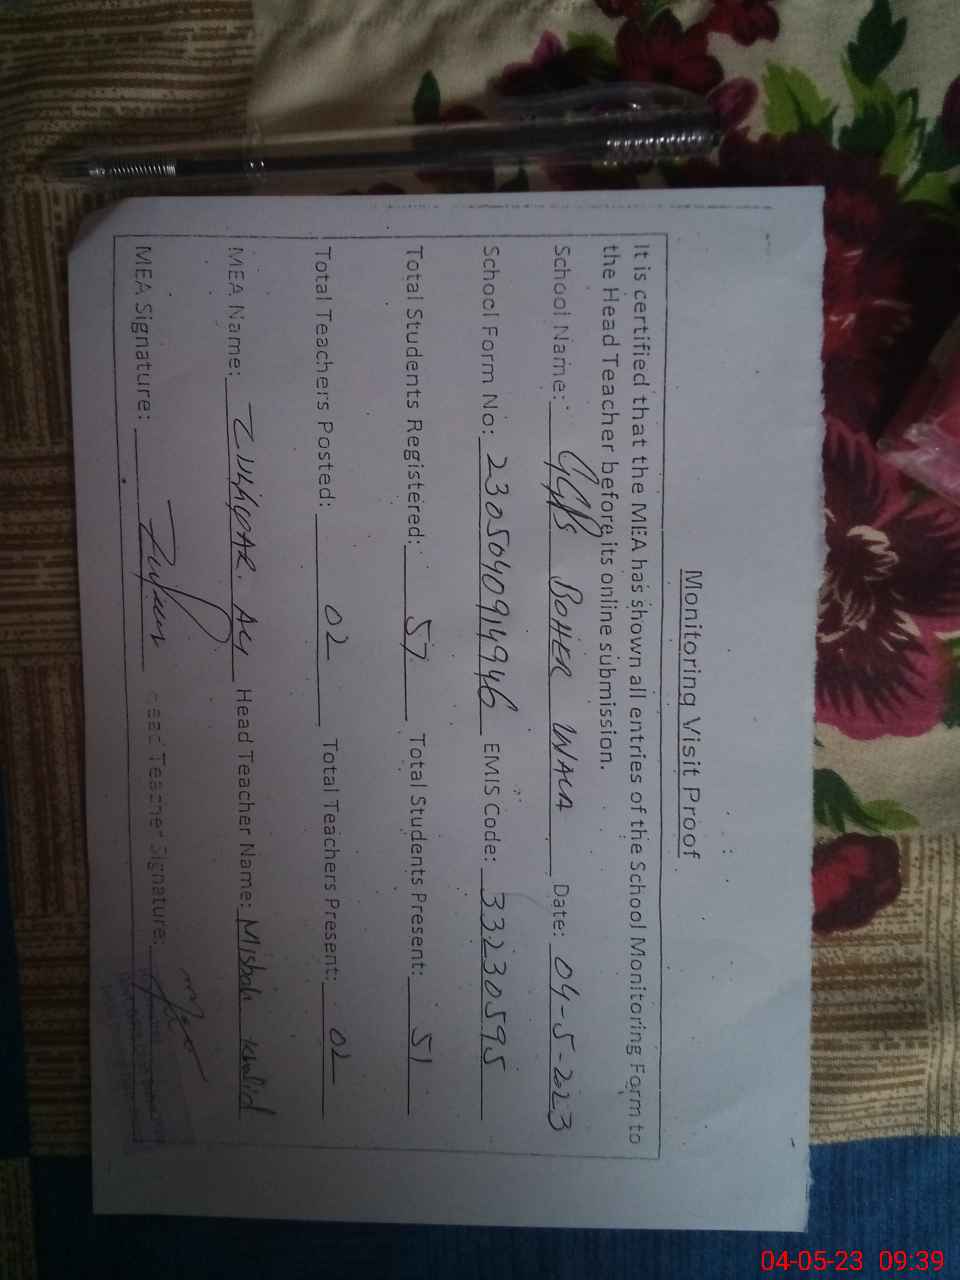 Monitoring Visit Proof
It is certified that the MEA has shown all entries of the School Monitoring Form to
the Head Teacher before its online submission.
School Name: GGPS BOHER WALA Date: 04-5-2023
School Form No: 2305040914946 EMIS Code: 33230595
Total Students Registered: 57 Total Students Present: 51
Total Teachers Posted: 02 Total Teachers Present: 02
MEA Name: ZULFIQAR. ALI Head Teacher Name: Misbah Khalid
MEA Signature: Head Teacher Signature:
04-05-23 09:39